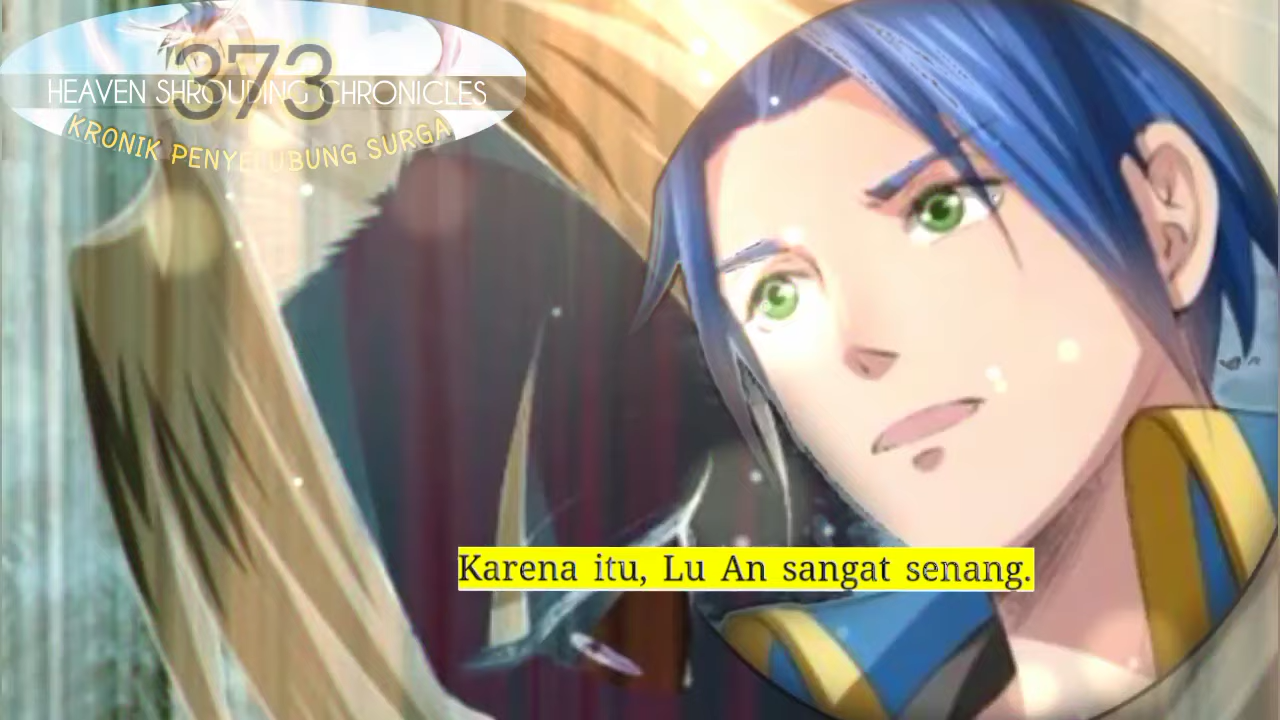 373
HEAVEN SHROUDING CHRONICLES
KRONIK PENYELUBUNG SURGA
Karena itu, Lu An sangat senang.